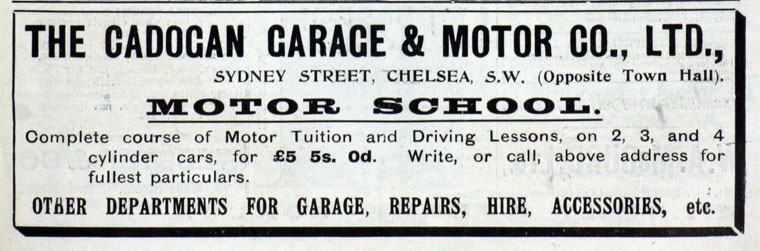 THE CADOGAN GARAGE & MOTOR CO., LTD.,
SYDNEY STREET, CHELSEA, S.W. (Opposite Town Hall).
MOTOR SCHOOL.
Complete course of Motor Tuition and Driving Lessons, on 2, 3, and 4
cylinder cars, for £5 5s. 0d. Write, or call, above address for
fullest particulars.
OTHER DEPARTMENTS FOR GARAGE, REPAIRS, HIRE, ACCESSORIES, etc.